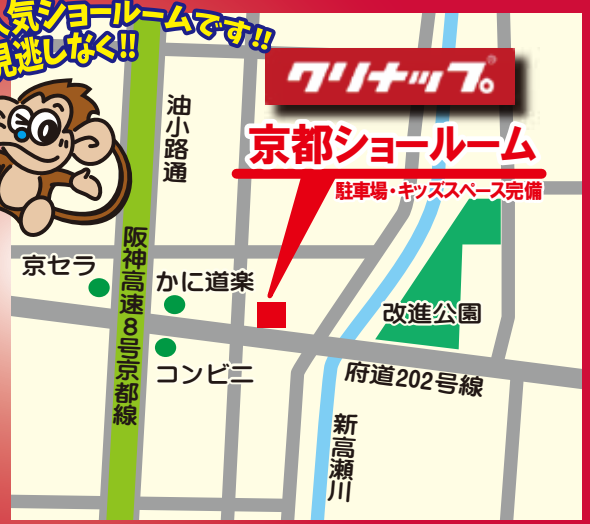 人気ショールームです!!
見逃しなく!!
クリナップ®
京都ショールーム
駐車場・キッズスペース完備
油小路通
京セラ
阪神高速8号京都線
かに道楽
コンビニ
改進公園
府道202号線
新高瀬川